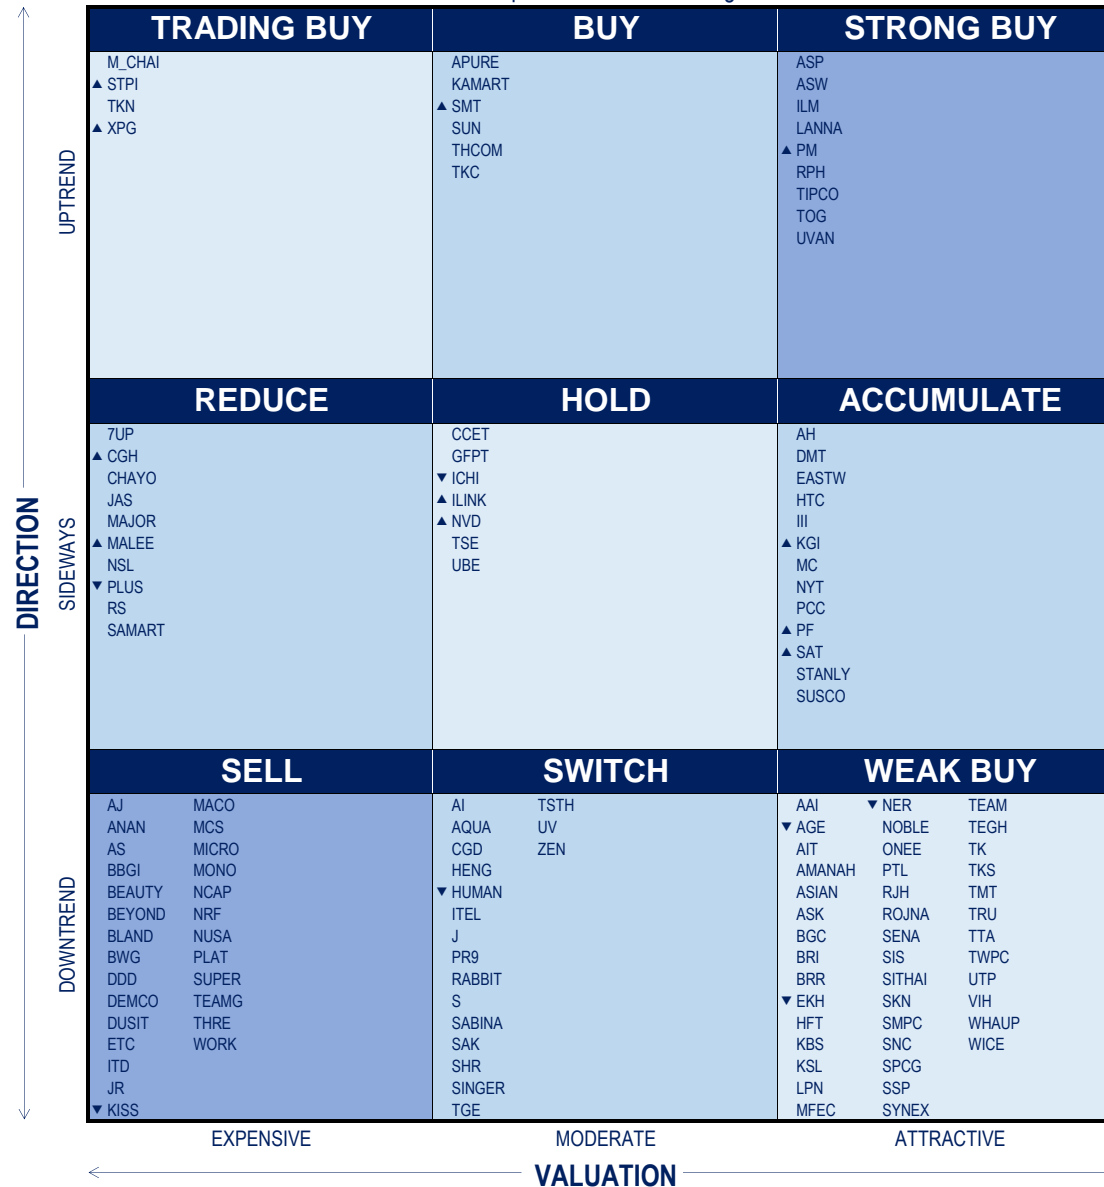 TRADING BUY
M_CHAI
▲ STPI
TKN
▲ XPG
BUY
APURE
KAMART
▲ SMT
SUN
THCOM
TKC
STRONG BUY
ASP
ASW
ILM
LANNA
▲ PM
RPH
TIPCO
TOG
UVAN
UPTREND
REDUCE
7UP
▲ CGH
CHAYO
JAS
MAJOR
▲ MALEE
NSL
▼ PLUS
RS
SAMART
HOLD
CCET
GFPT
▼ ICHI
▲ ILINK
▲ NVD
TSE
UBE
ACCUMULATE
AH
DMT
EASTW
HTC
III
▲ KGI
MC
NYT
PCC
▲ PF
▲ SAT
STANLY
SUSCO
DIRECTION
SIDEWAYS
SELL
AJ
ANAN
AS
BBGI
BEAUTY
BEYOND
BLAND
BWG
DDD
DEMCO
DUSIT
ETC
ITD
JR
▼ KISS
MACO
MCS
MICRO
MONO
NCAP
NRF
NUSA
PLAT
SUPER
TEAMG
THRE
WORK
SWITCH
AI
AQUA
CGD
HENG
▼ HUMAN
ITEL
J
PR9
RABBIT
S
SABINA
SAK
SHR
SINGER
TGE
TSTH
UV
ZEN
WEAK BUY
AAI
▼ AGE
AIT
AMANAH
ASIAN
ASK
BGC
BRI
BRR
▼ EKH
HFT
KBS
KSL
LPN
MFEC
▼ NER
NOBLE
ONEE
PTL
RJH
ROJNA
SENA
SIS
SITHAI
SKN
SMPC
SNC
SPCG
SSP
SYNEX
TEAM
TEGH
TK
TKS
TMT
TRU
TTA
TWPC
UTP
VIH
WHAUP
WICE
DOWNTREND
EXPENSIVE
MODERATE
ATTRACTIVE
VALUATION